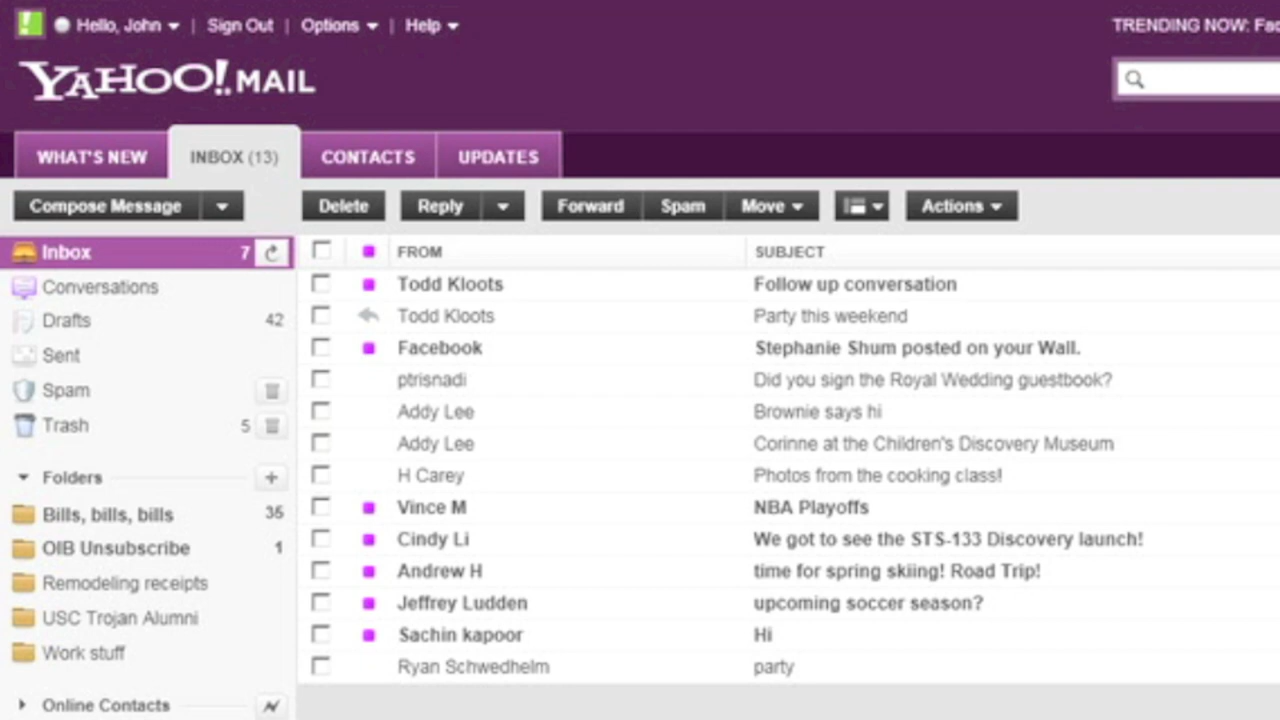 Hello, John | Sign Out | Options | Help
TRENDING NOW: Fac
YAHOO! MAIL
WHAT'S NEW INBOX (13) CONTACTS UPDATES
Compose Message Delete Reply Forward Spam Move Actions
Inbox 7
FROM SUBJECT
Conversations
Todd Kloots Follow up conversation
Drafts 42
Todd Kloots Party this weekend
Sent
Facebook Stephanie Shum posted on your Wall.
Spam
ptrisnadi Did you sign the Royal Wedding guestbook?
Trash 5
Addy Lee Brownie says hi
Addy Lee Corinne at the Children's Discovery Museum
Folders
H Carey Photos from the cooking class!
Bills, bills, bills 35
Vince M NBA Playoffs
OIB Unsubscribe 1
Cindy Li We got to see the STS-133 Discovery launch!
Remodeling receipts
Andrew H time for spring skiing! Road Trip!
USC Trojan Alumni
Jeffrey Ludden upcoming soccer season?
Work stuff
Sachin kapoor Hi
Ryan Schwedhelm party
Online Contacts